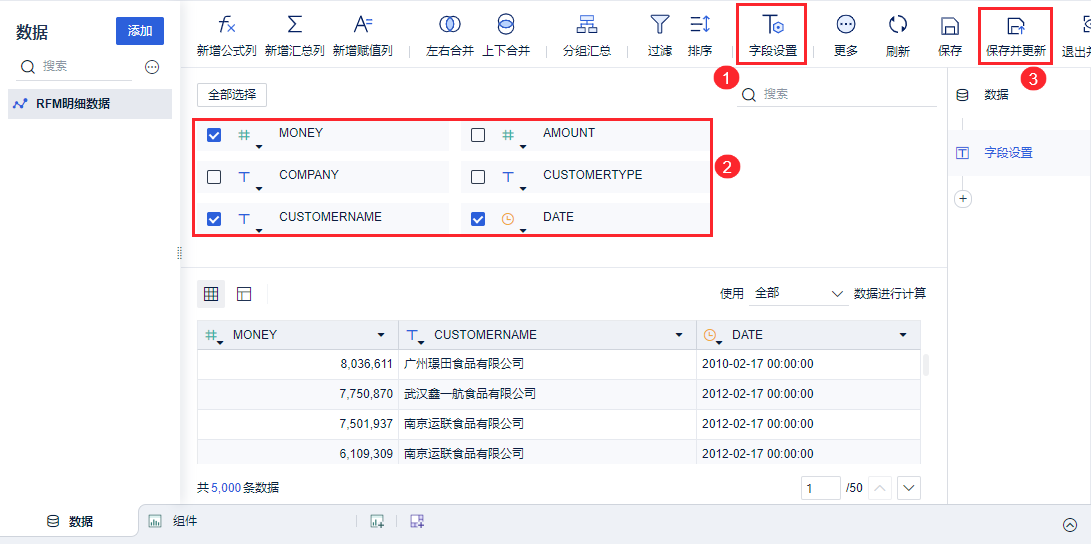 数据
添加
搜索
RFM明细数据
新增公式列 新增汇总列 新增赋值列 左右合并 上下合并 分组汇总 过滤 排序 字段设置 更多 刷新 保存 保存并更新 退出并
1
3
全部选择
搜索
MONEY
AMOUNT
COMPANY
CUSTOMERTYPE
CUSTOMERNAME
DATE
2
数据
字段设置
使用 全部 数据进行计算
MONEY CUSTOMERNAME DATE
8,036,611 广州璟田食品有限公司 2010-02-17 00:00:00
7,750,870 武汉鑫一航食品有限公司 2012-02-17 00:00:00
7,501,937 南京运联食品有限公司 2012-02-17 00:00:00
6,109,309 南京运联食品有限公司 2012-02-17 00:00:00
共 5,000 条数据
1 /50
数据 组件